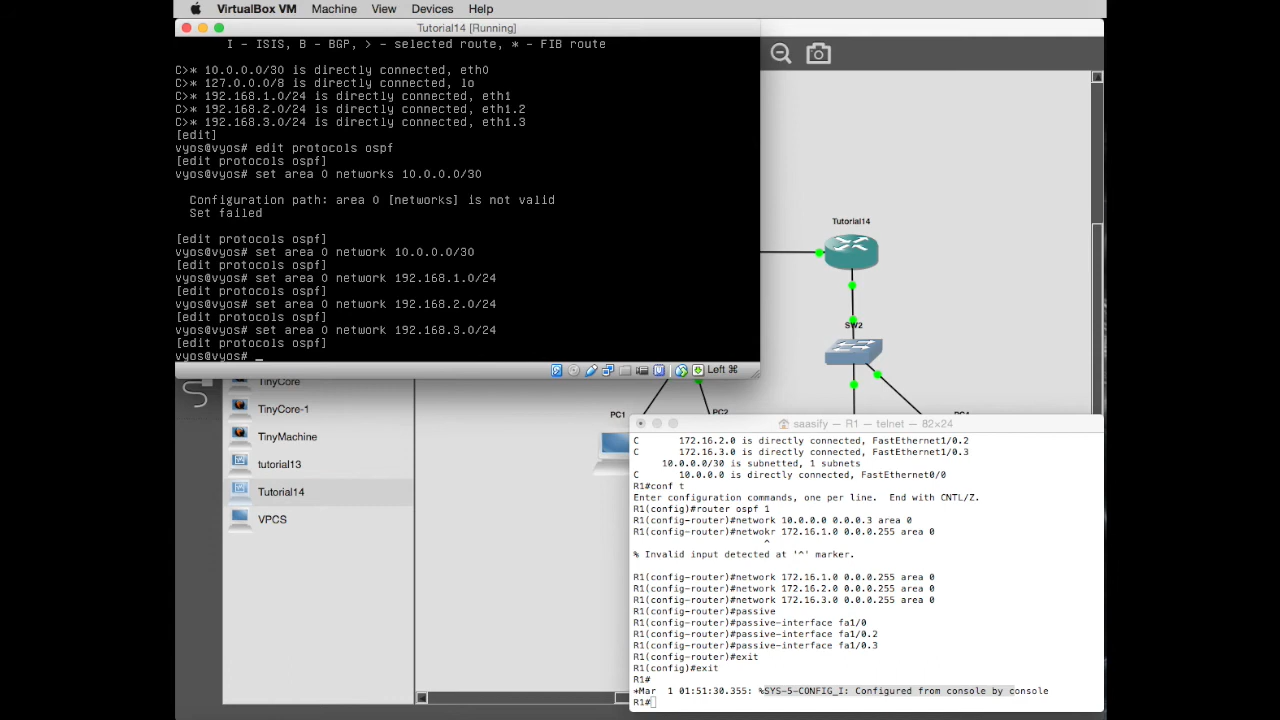 VirtualBox VM Machine View Devices Help
Tutorial14 [Running]
I - ISIS, B - BGP, > - selected route, * - FIB route
C>* 10.0.0.0/30 is directly connected, eth0
C>* 127.0.0.0/8 is directly connected, lo
C>* 192.168.1.0/24 is directly connected, eth1
C>* 192.168.2.0/24 is directly connected, eth1.2
C>* 192.168.3.0/24 is directly connected, eth1.3
[edit]
vyos@vyos# edit protocols ospf
[edit protocols ospf]
vyos@vyos# set area 0 networks 10.0.0.0/30
Configuration path: area 0 [networks] is not valid
Set failed
[edit protocols ospf]
vyos@vyos# set area 0 network 10.0.0.0/30
[edit protocols ospf]
vyos@vyos# set area 0 network 192.168.1.0/24
[edit protocols ospf]
vyos@vyos# set area 0 network 192.168.2.0/24
[edit protocols ospf]
vyos@vyos# set area 0 network 192.168.3.0/24
[edit protocols ospf]
vyos@vyos# _
Left ⌘
Tutorial14
SW2
TinyCore
TinyCore-1
TinyMachine
tutorial13
Tutorial14
VPCS
PC1
PC2
saasify — R1 — telnet — 82×24
C 172.16.2.0 is directly connected, FastEthernet1/0.2
C 172.16.3.0 is directly connected, FastEthernet1/0.3
10.0.0.0/30 is subnetted, 1 subnets
C 10.0.0.0 is directly connected, FastEthernet0/0
R1#conf t
Enter configuration commands, one per line. End with CNTL/Z.
R1(config)#router ospf 1
R1(config-router)#network 10.0.0.0 0.0.0.3 area 0
R1(config-router)#netwokr 172.16.1.0 0.0.0.255 area 0
^
% Invalid input detected at '^' marker.
R1(config-router)#network 172.16.1.0 0.0.0.255 area 0
R1(config-router)#network 172.16.2.0 0.0.0.255 area 0
R1(config-router)#network 172.16.3.0 0.0.0.255 area 0
R1(config-router)#passive
R1(config-router)#passive-interface fa1/0
R1(config-router)#passive-interface fa1/0.2
R1(config-router)#passive-interface fa1/0.3
R1(config-router)#exit
R1(config)#exit
R1#
*Mar 1 01:51:30.355: %SYS-5-CONFIG_I: Configured from console by console
R1#